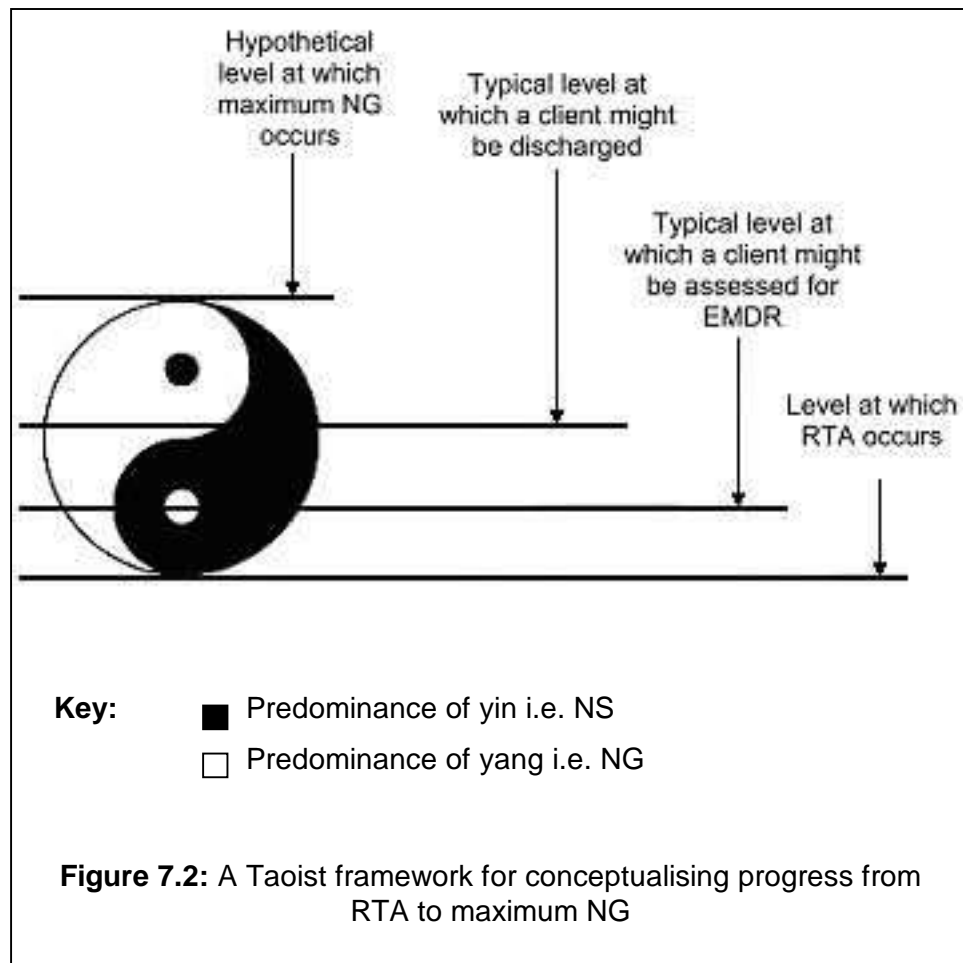 Hypothetical
level at which
maximum NG
occurs
Typical level at
which a client might
be discharged
Typical level at
which a client might
be assessed for
EMDR
Level at which
RTA occurs
Key:
Predominance of yin i.e. NS
Predominance of yang i.e. NG
Figure 7.2: A Taoist framework for conceptualising progress from
RTA to maximum NG